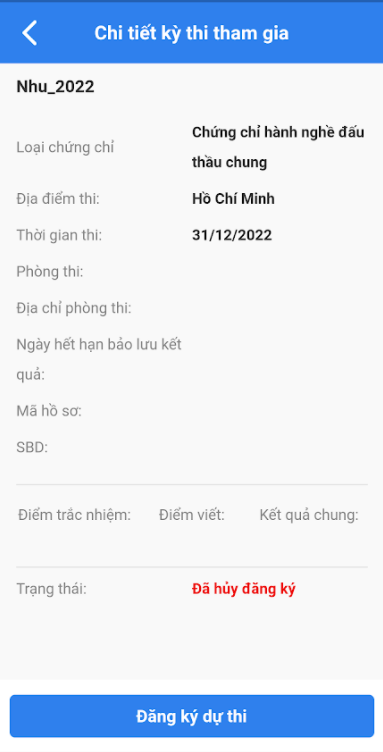 Chi tiết kỳ thi tham gia
Nhu_2022
Loại chứng chỉ
Chứng chỉ hành nghề đấu
thầu chung
Địa điểm thi:
Hồ Chí Minh
Thời gian thi:
31/12/2022
Phòng thi:
Địa chỉ phòng thi:
Ngày hết hạn bảo lưu kết
quả:
Mã hồ sơ:
SBD:
Điểm trắc nhiệm:
Điểm viết:
Kết quả chung:
Trạng thái:
Đã hủy đăng ký
Đăng ký dự thi